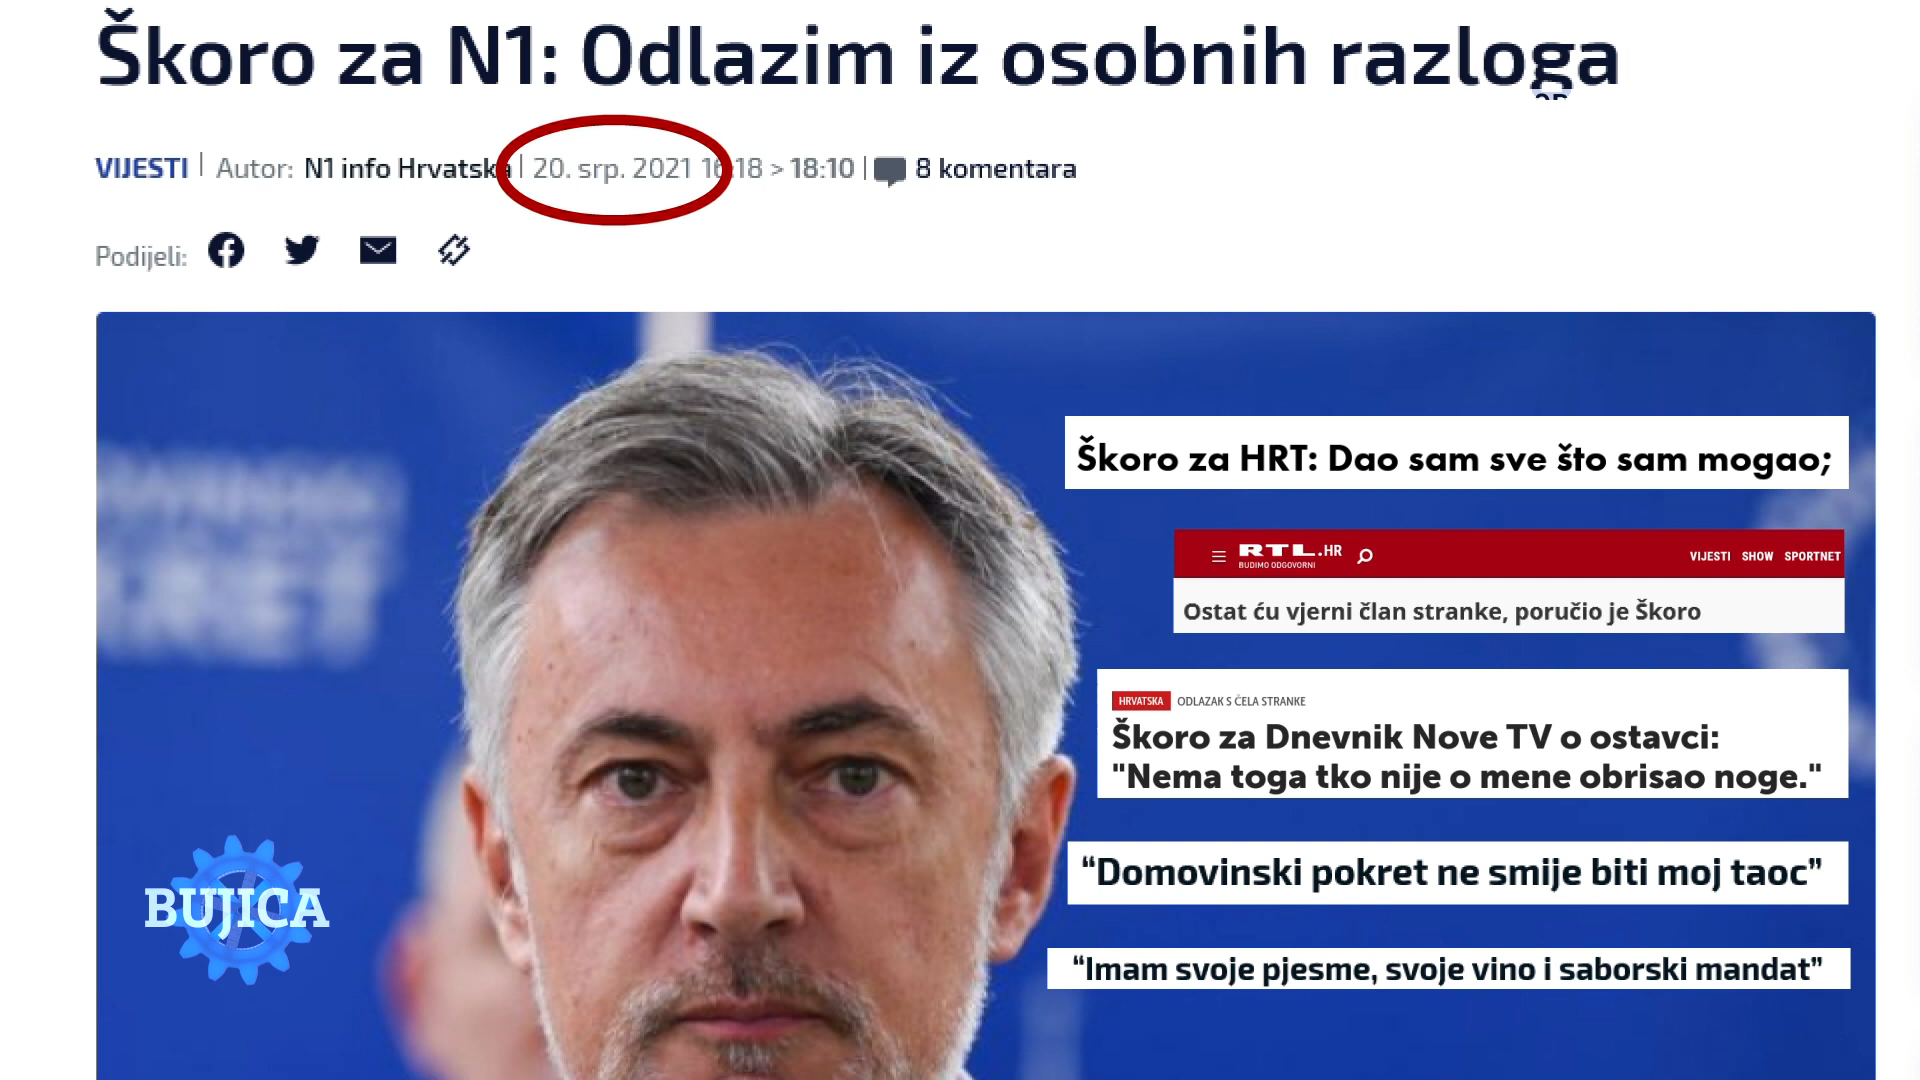 Škoro za N1: Odlazim iz osobnih razloga
VIJESTI | Autor: N1 info Hrvatska | 20. srp. 2021 16:18 > 18:10 | 8 komentara
Podijeli:
Škoro za HRT: Dao sam sve što sam mogao;
RTL.HR
BUDIMO ODGOVORNI
VIJESTI SHOW SPORTNET
Ostat ću vjerni član stranke, poručio je Škoro
HRVATSKA ODLAZAK S ČELA STRANKE
Škoro za Dnevnik Nove TV o ostavci:
"Nema toga tko nije o mene obrisao noge."
“Domovinski pokret ne smije biti moj taoc”
“Imam svoje pjesme, svoje vino i saborski mandat”
BUJICA